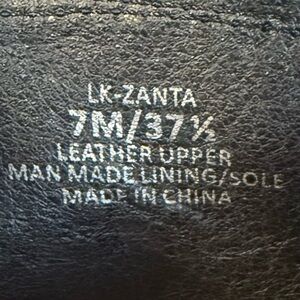 LK-ZANTA
7M/37½
LEATHER UPPER
MAN MADE LINING/SOLE
MADE IN CHINA